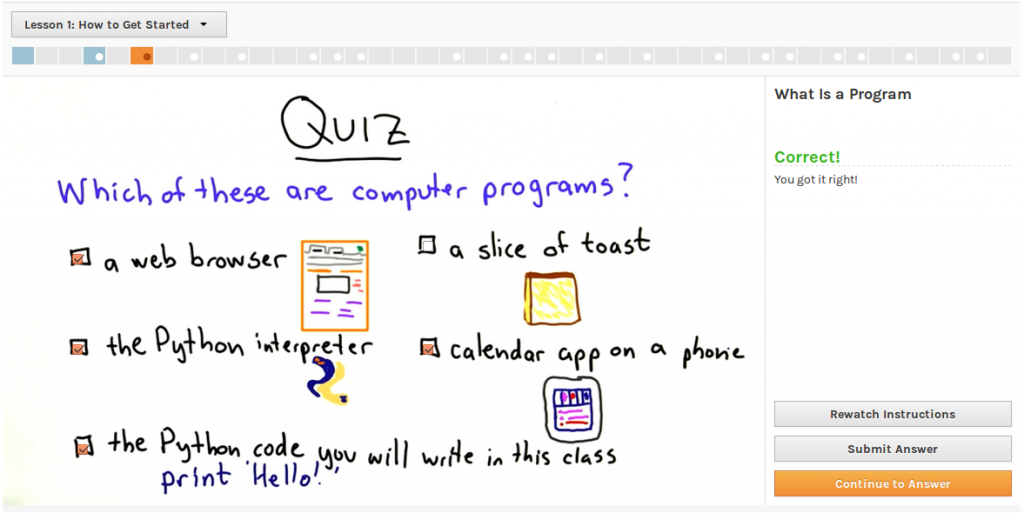 Lesson 1: How to Get Started
What Is a Program
Correct!
You got it right!
QUIZ
Which of these are computer programs?
a web browser
a slice of toast
the Python interpreter
calendar app on a phone
the Python code you will write in this class
print "Hello!"
Rewatch Instructions
Submit Answer
Continue to Answer